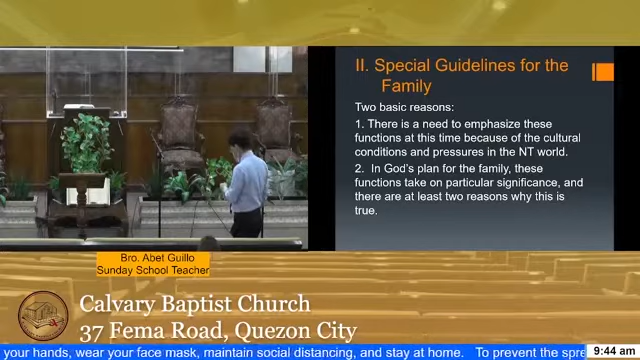 II. Special Guidelines for the
Family
Two basic reasons:
1. There is a need to emphasize these
functions at this time because of the cultural
conditions and pressures in the NT world.
2. In God's plan for the family, these
functions take on particular significance, and
there are at least two reasons why this is
true.
Bro. Abet Guillo
Sunday School Teacher
Calvary Baptist Church
37 Fema Road, Quezon City
your hands, wear your face mask, maintain social distancing, and stay at home. To prevent the spre
9:44 am